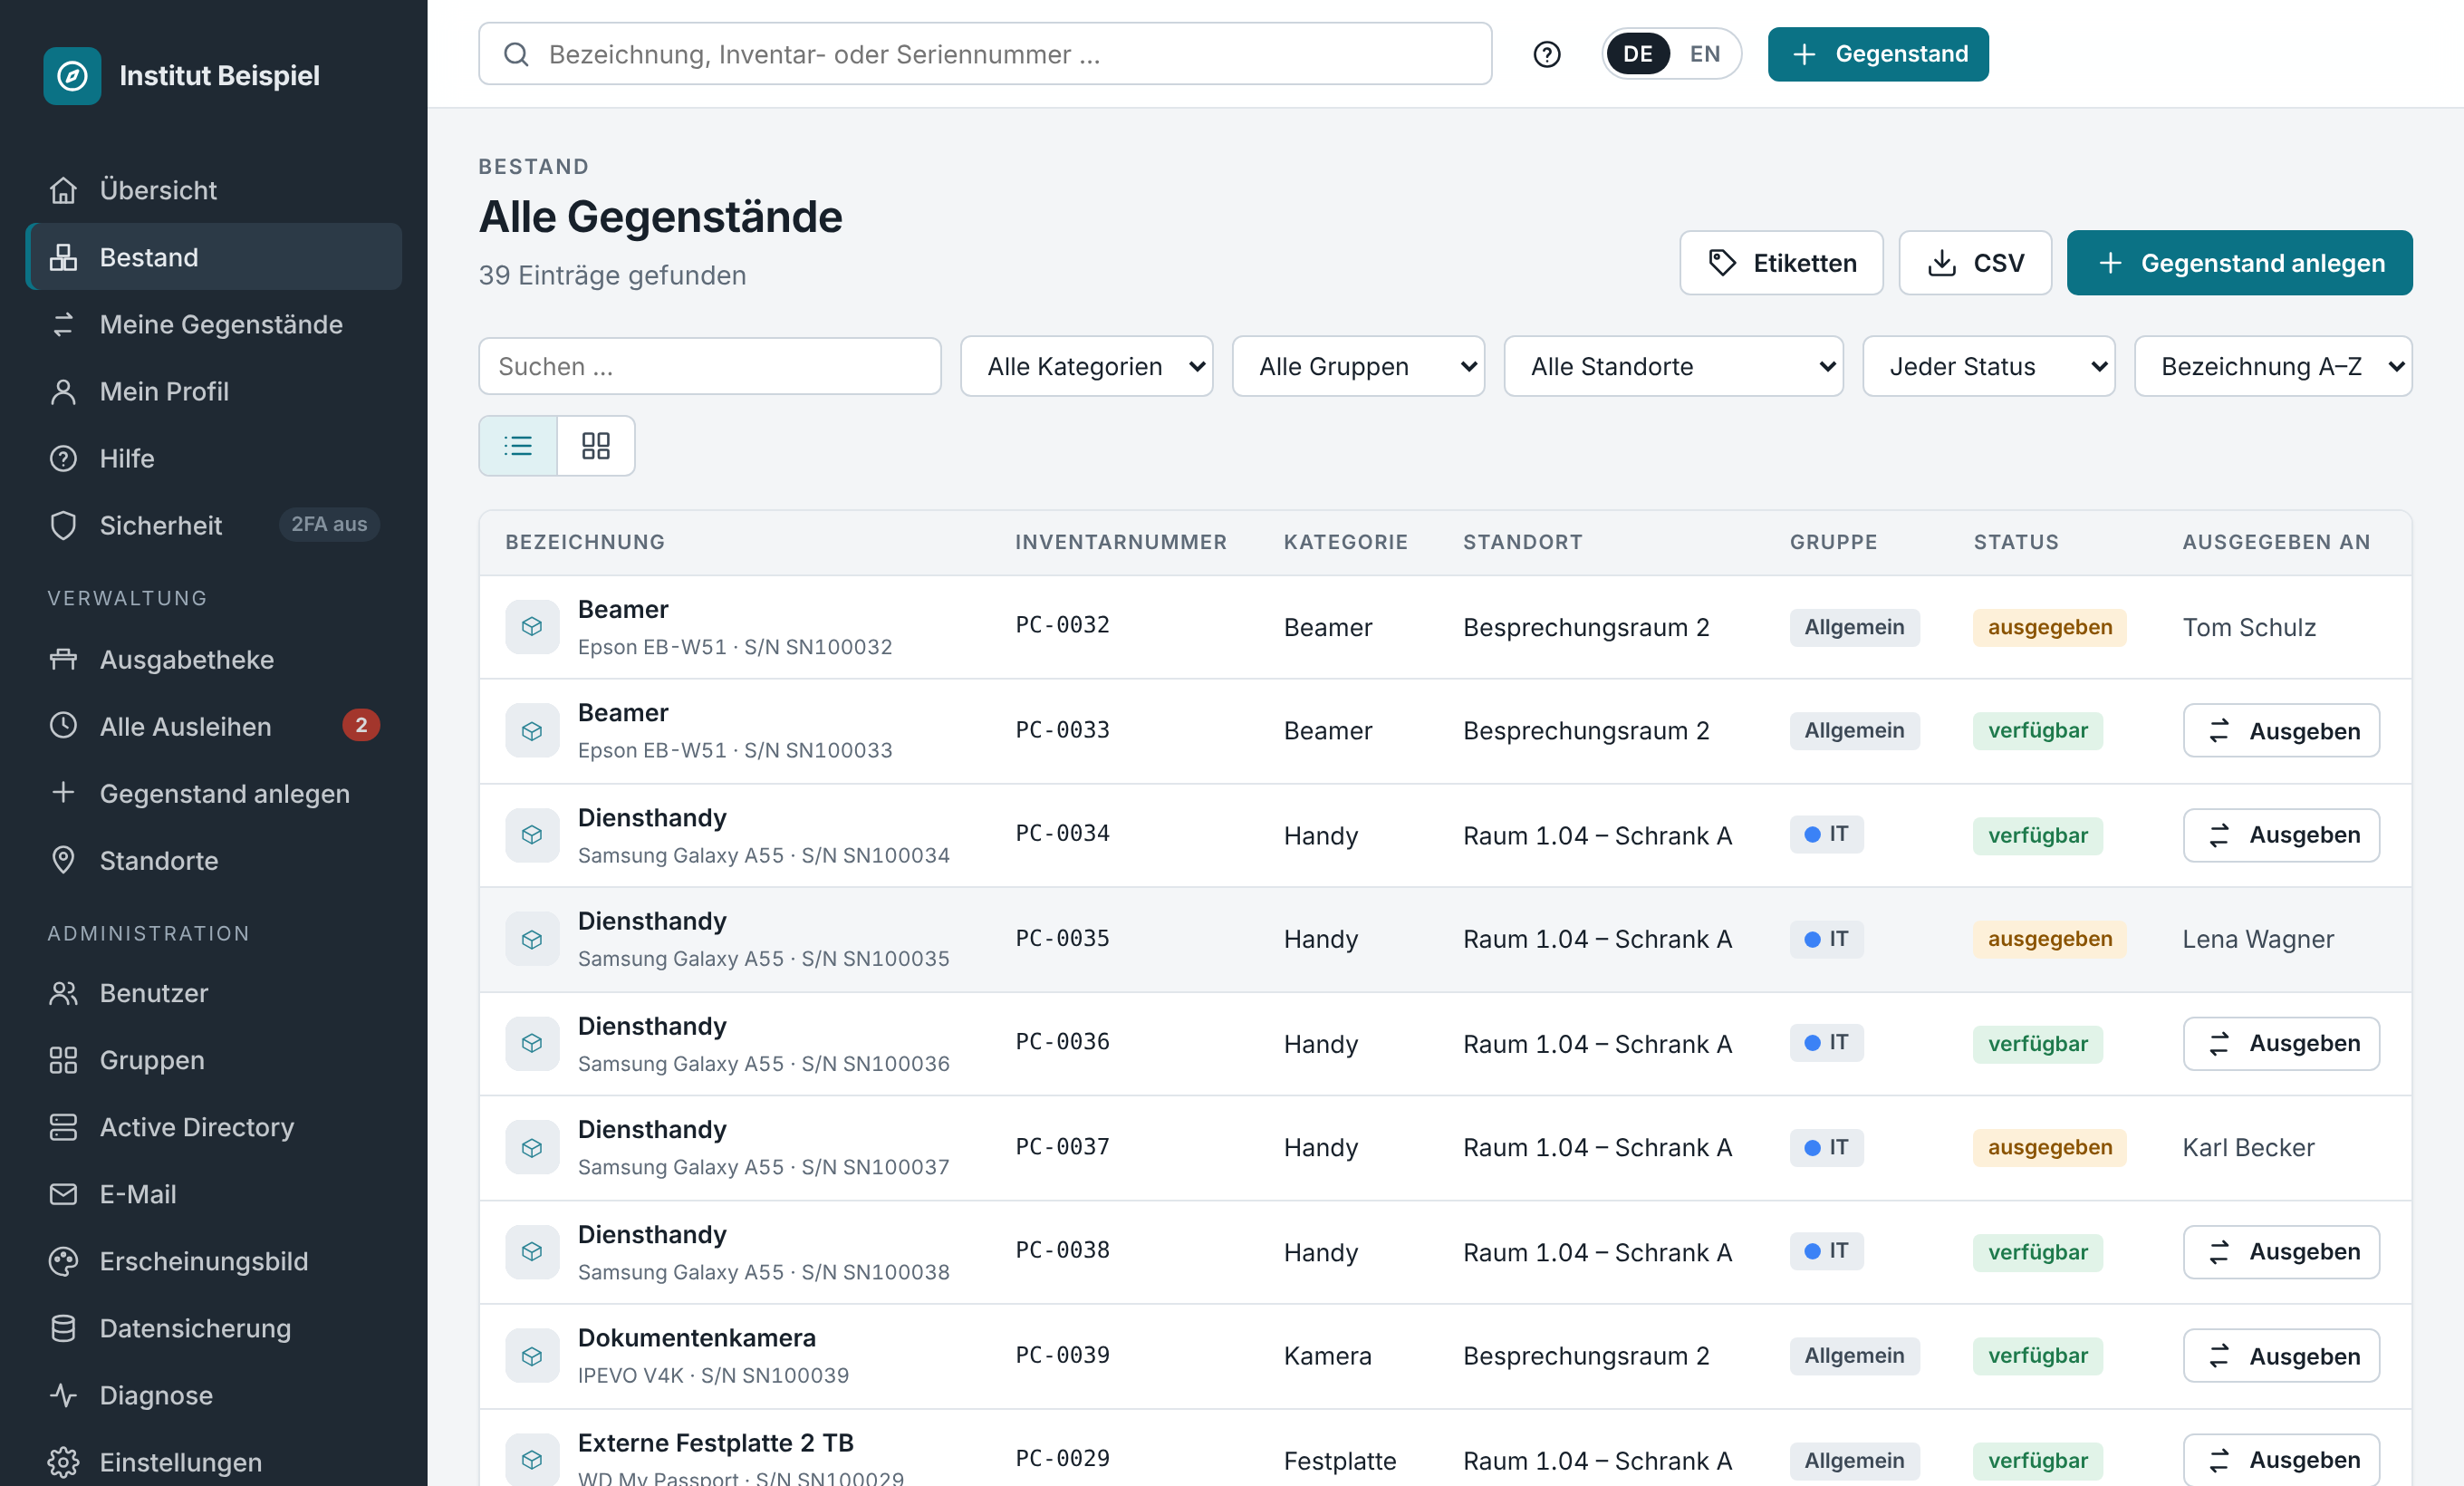 Institut Beispiel
Übersicht
Bestand
Meine Gegenstände
Mein Profil
Hilfe
Sicherheit 2FA aus
VERWALTUNG
Ausgabetheke
Alle Ausleihen 2
Gegenstand anlegen
Standorte
ADMINISTRATION
Benutzer
Gruppen
Active Directory
E-Mail
Erscheinungsbild
Datensicherung
Diagnose
Einstellungen
Bezeichnung, Inventar- oder Seriennummer ...
DE EN
Gegenstand
BESTAND
Alle Gegenstände
39 Einträge gefunden
Etiketten
CSV
Gegenstand anlegen
Suchen ...
Alle Kategorien
Alle Gruppen
Alle Standorte
Jeder Status
Bezeichnung A–Z
BEZEICHNUNG INVENTARNUMMER KATEGORIE STANDORT GRUPPE STATUS AUSGEGEBEN AN
Beamer
Epson EB-W51 · S/N SN100032
PC-0032 Beamer Besprechungsraum 2 Allgemein ausgegeben Tom Schulz
Beamer
Epson EB-W51 · S/N SN100033
PC-0033 Beamer Besprechungsraum 2 Allgemein verfügbar Ausgeben
Diensthandy
Samsung Galaxy A55 · S/N SN100034
PC-0034 Handy Raum 1.04 – Schrank A IT verfügbar Ausgeben
Diensthandy
Samsung Galaxy A55 · S/N SN100035
PC-0035 Handy Raum 1.04 – Schrank A IT ausgegeben Lena Wagner
Diensthandy
Samsung Galaxy A55 · S/N SN100036
PC-0036 Handy Raum 1.04 – Schrank A IT verfügbar Ausgeben
Diensthandy
Samsung Galaxy A55 · S/N SN100037
PC-0037 Handy Raum 1.04 – Schrank A IT ausgegeben Karl Becker
Diensthandy
Samsung Galaxy A55 · S/N SN100038
PC-0038 Handy Raum 1.04 – Schrank A IT verfügbar Ausgeben
Dokumentenkamera
IPEVO V4K · S/N SN100039
PC-0039 Kamera Besprechungsraum 2 Allgemein verfügbar Ausgeben
Externe Festplatte 2 TB
WD My Passport · S/N SN100029
PC-0029 Festplatte Raum 1.04 – Schrank A Allgemein verfügbar Ausgeben